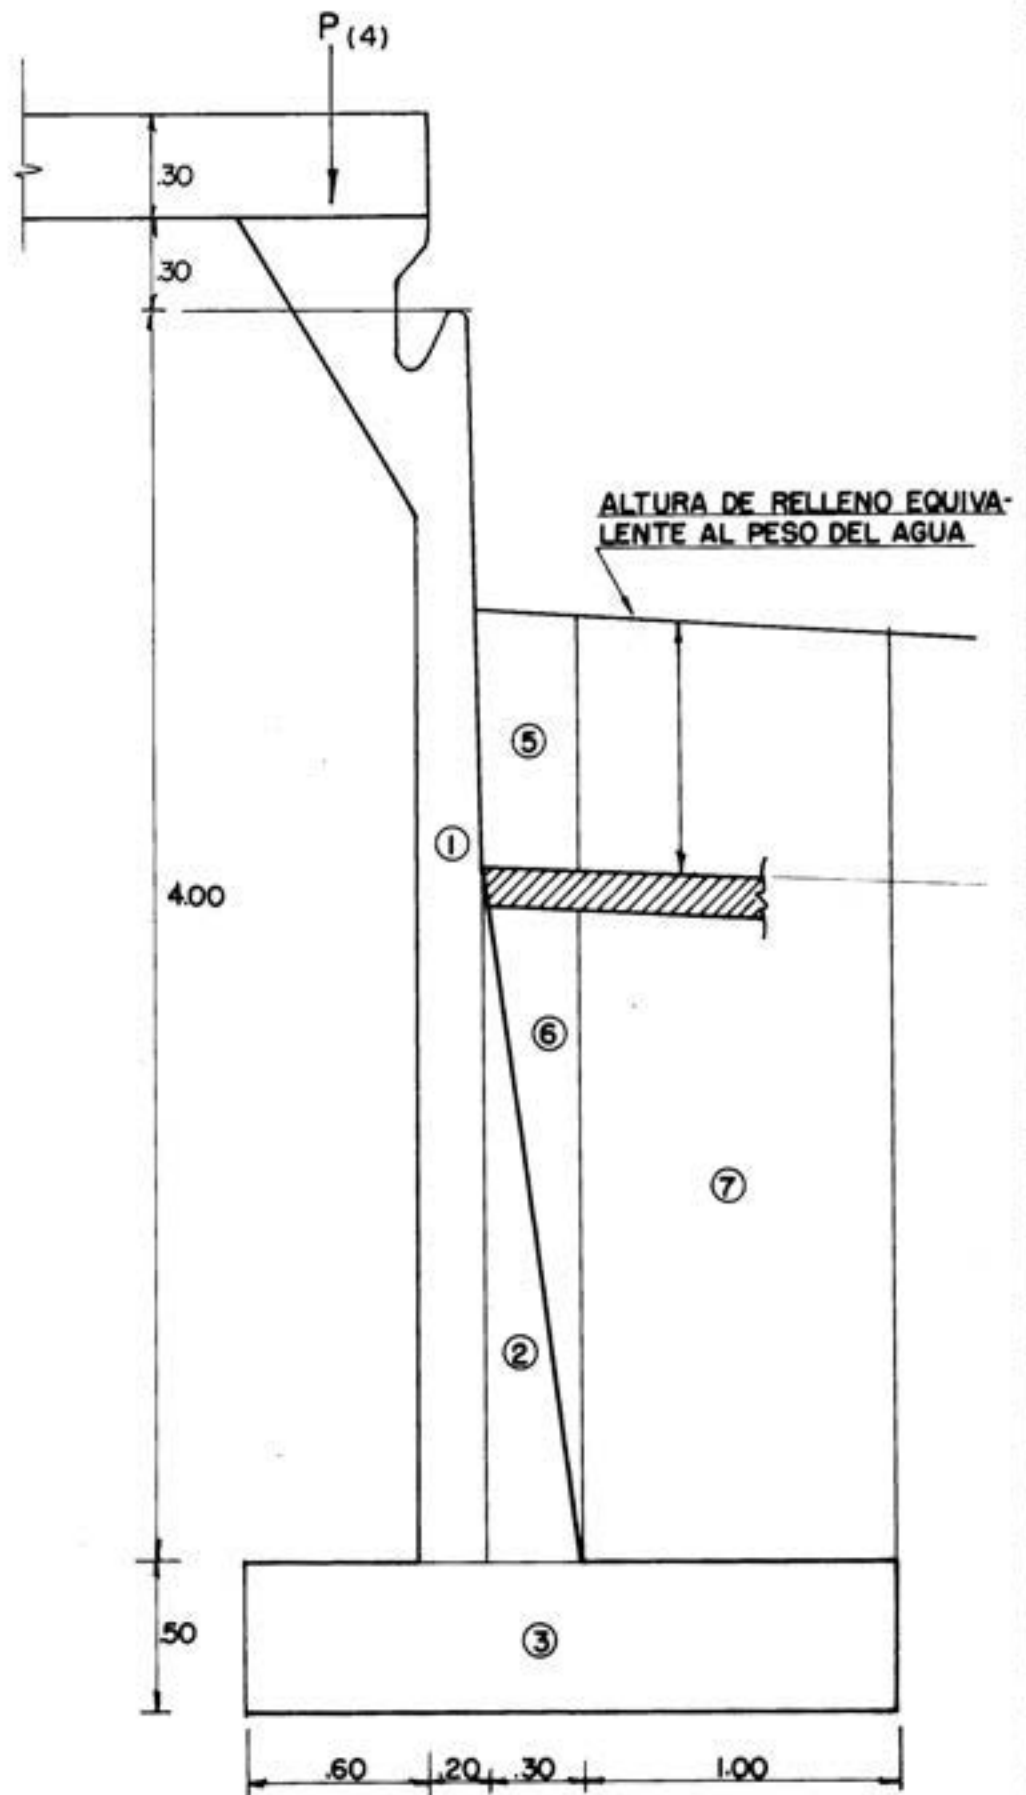 P (4)
.30
.30
ALTURA DE RELLENO EQUIVA-
LENTE AL PESO DEL AGUA
5
1
4.00
6
7
2
.50
3
.60 .20 .30 1.00